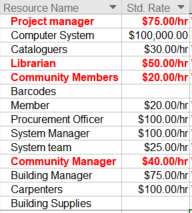 Resource Name Std. Rate
Project manager $75.00/hr
Computer System $100,000.00
Cataloguers $30.00/hr
Librarian $50.00/hr
Community Members $20.00/hr
Barcodes
Member $20.00/hr
Procurement Officer $100.00/hr
System Manager $100.00/hr
System team $25.00/hr
Community Manager $40.00/hr
Building Manager $75.00/hr
Carpenters $100.00/hr
Building Supplies